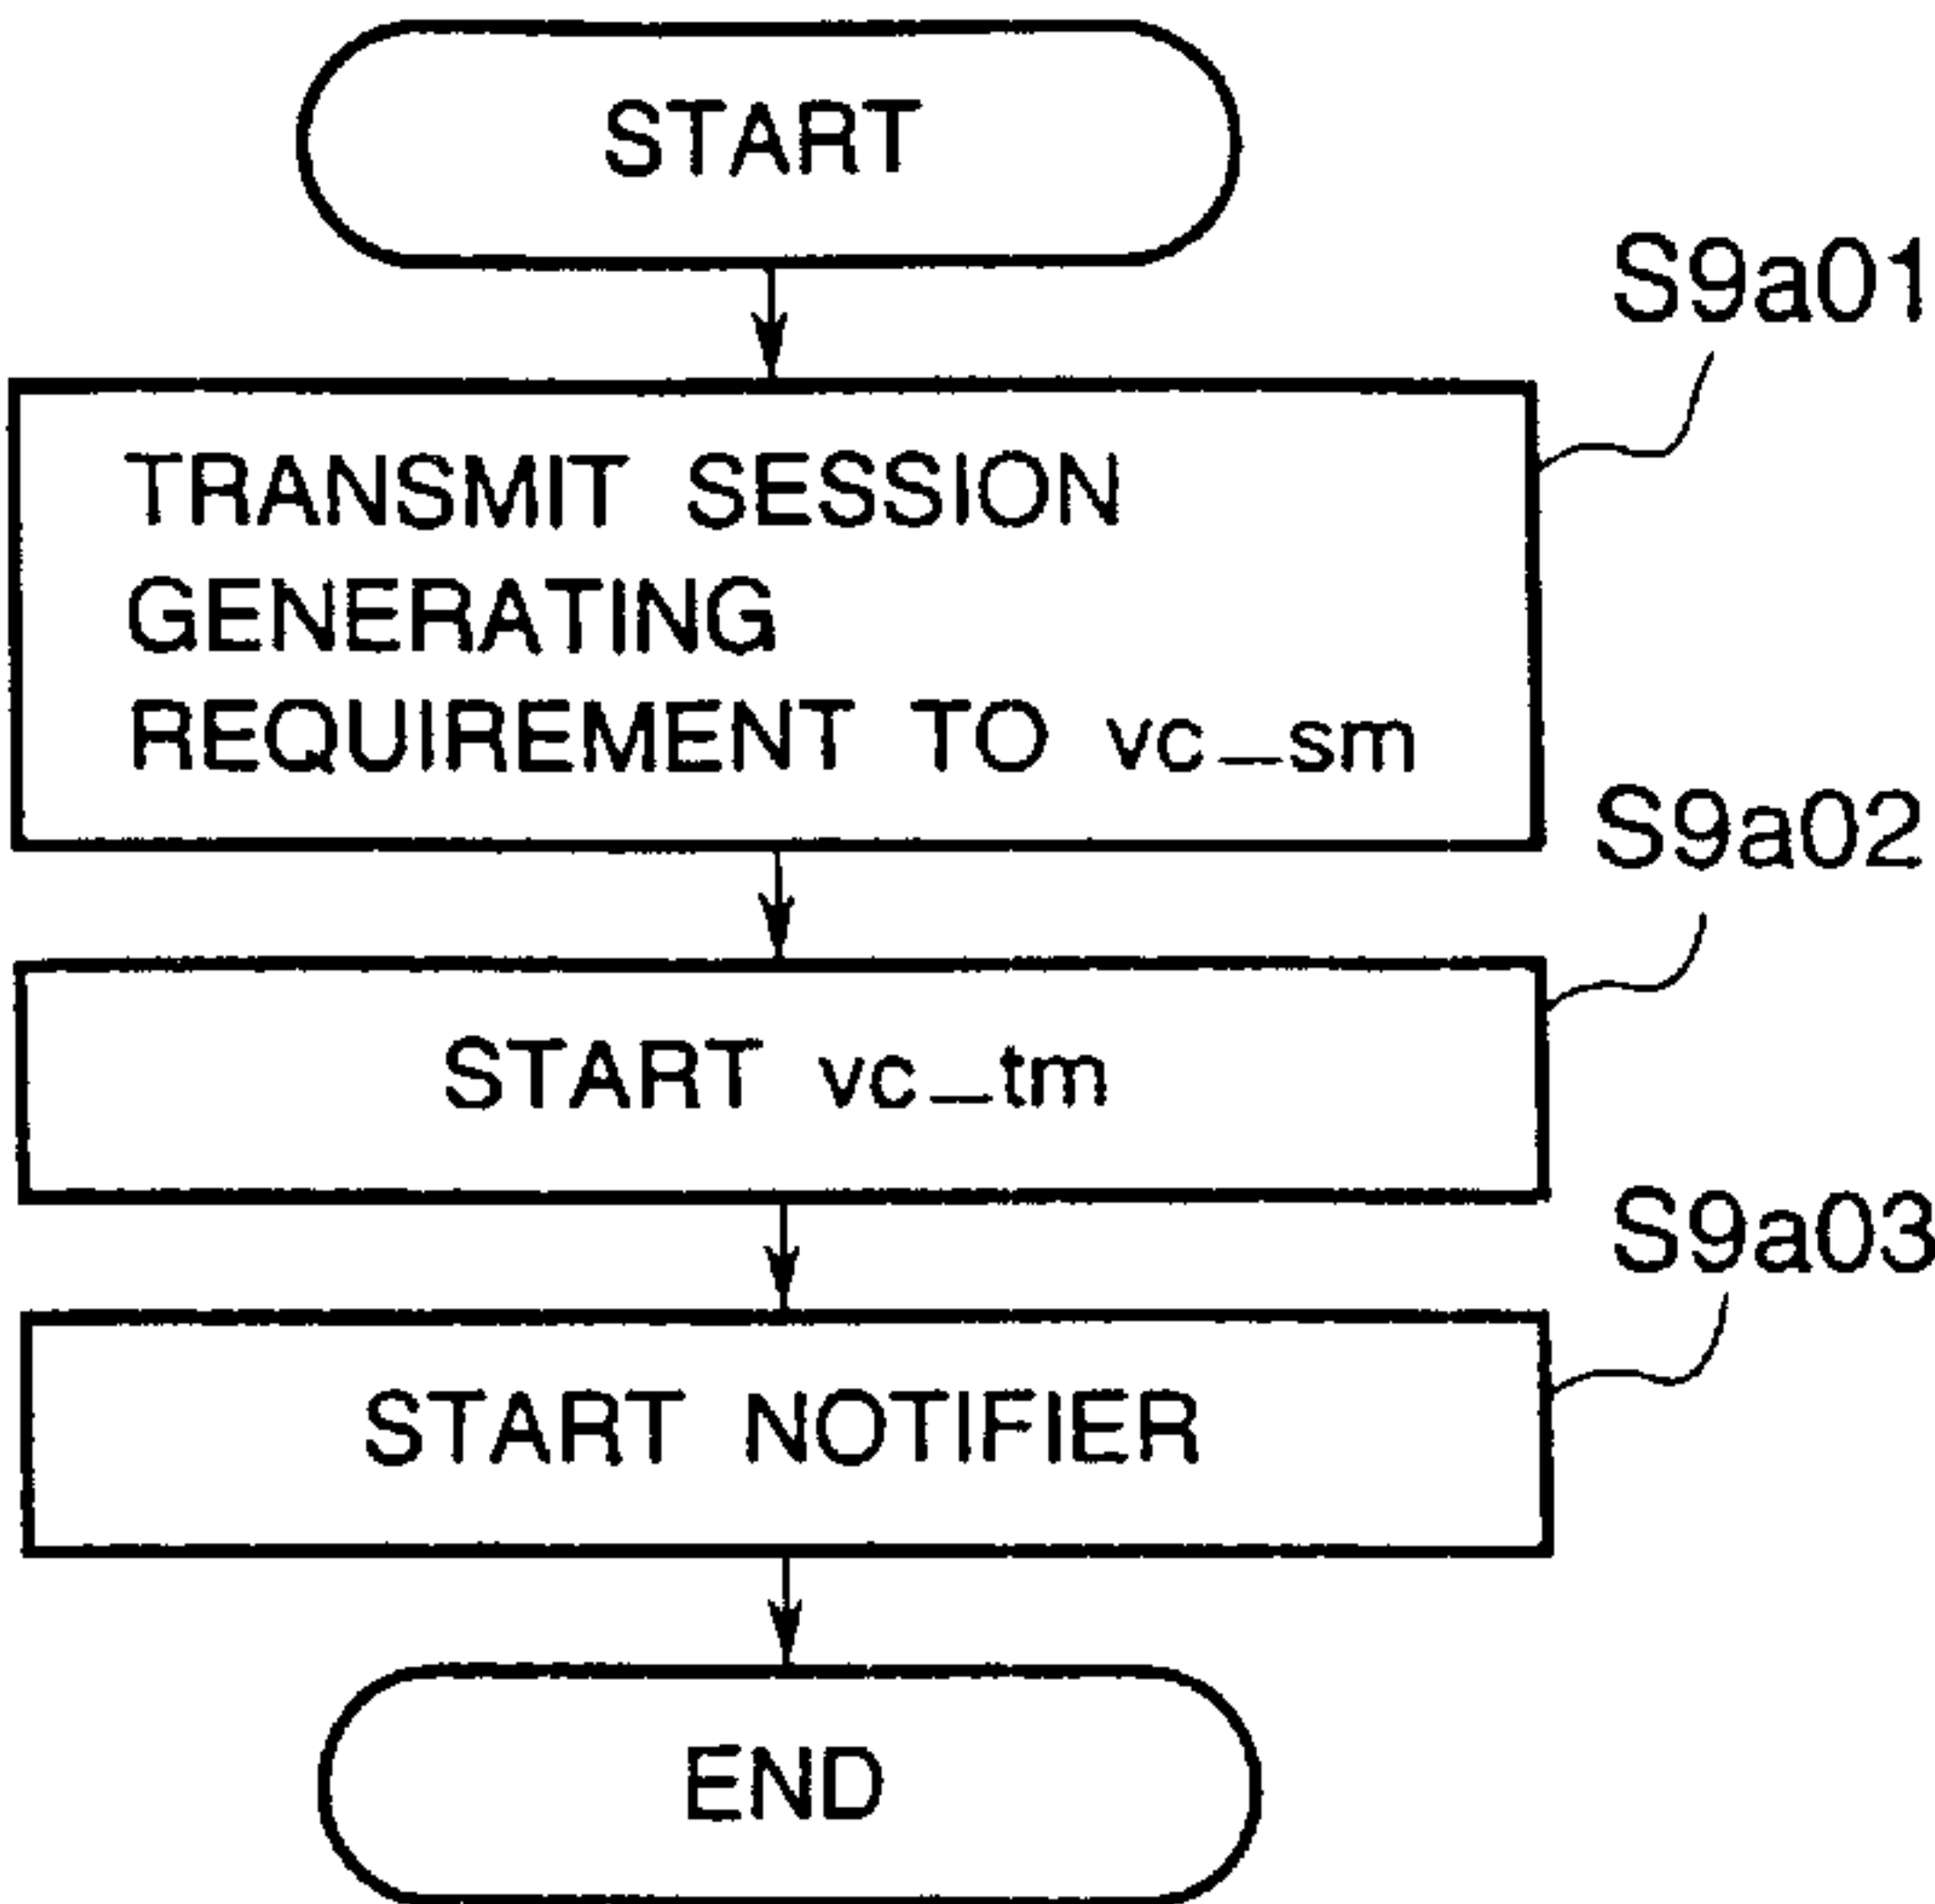 START
S9a01
TRANSMIT SESSION
GENERATING
REQUIREMENT TO vc_sm
S9a02
START vc_tm
S9a03
START NOTIFIER
END